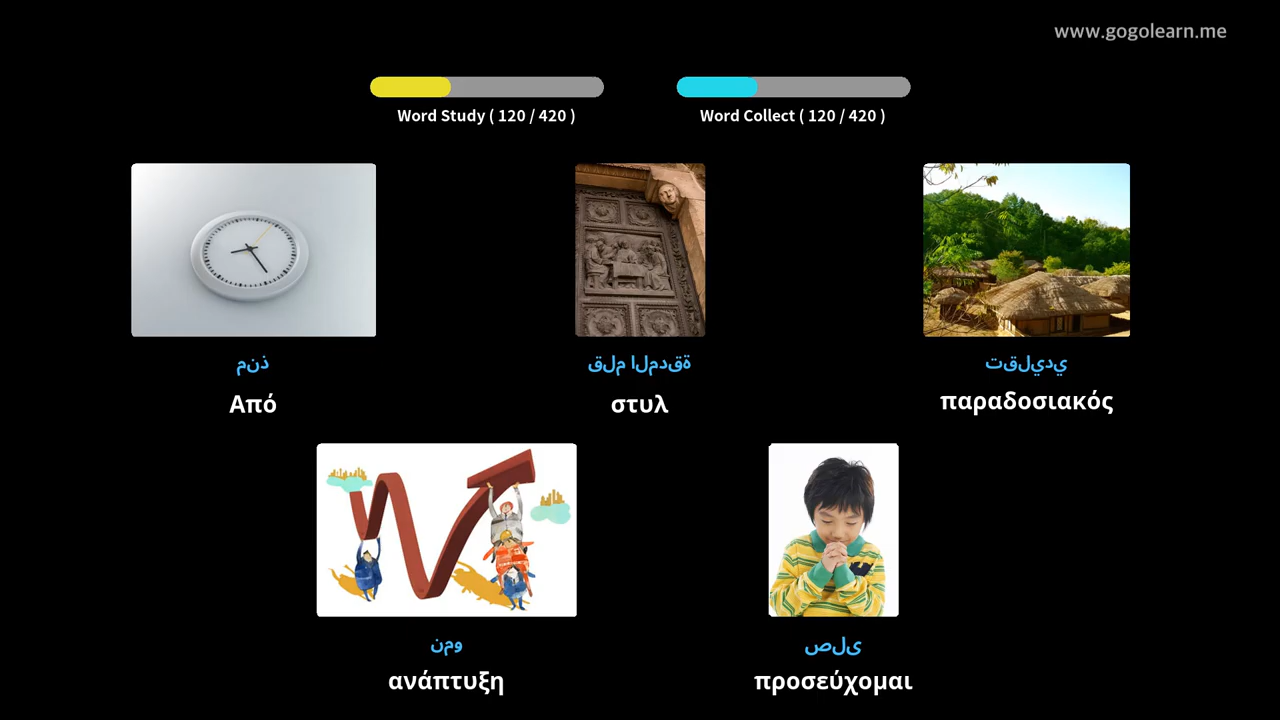 www.gogolearn.me
Word Study ( 120 / 420 )
Word Collect ( 120 / 420 )
منذ
Από
قلم المدقة
στυλ
تقليدي
παραδοσιακός
نمو
ανάπτυξη
صلى
προσεύχομαι